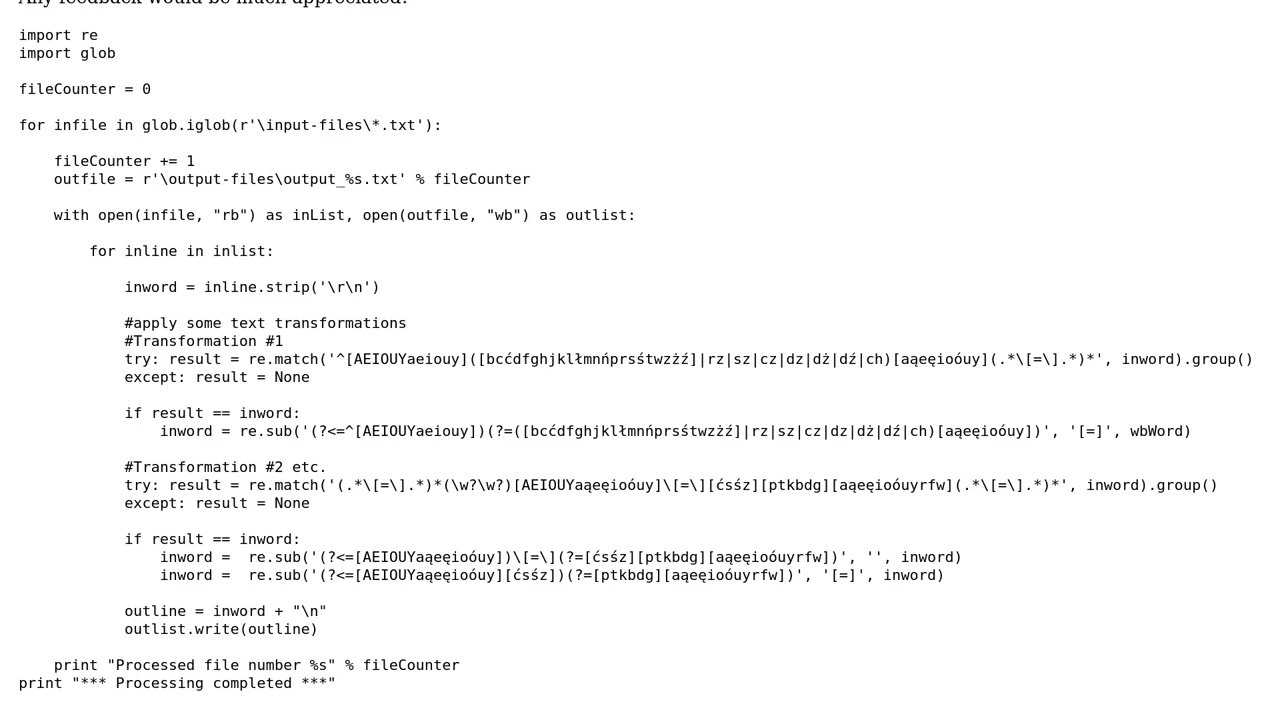 Any feedback would be much appreciated!
import re
import glob
fileCounter = 0
for infile in glob.iglob(r'\input-files\*.txt'):
    fileCounter += 1
    outfile = r'\output-files\output_%s.txt' % fileCounter
    with open(infile, "rb") as inList, open(outfile, "wb") as outlist:
        for inline in inlist:
            inword = inline.strip('\r\n')
            #apply some text transformations
            #Transformation #1
            try: result = re.match('^[AEIOUYaeiouy]([bcćdfghjklłmnńprsśtwzżź]|rz|sz|cz|dz|dż|dź|ch)[aąeęioóuy](.*\[=\].*)*', inword).group()
            except: result = None
            if result == inword:
                inword = re.sub('(?<=^[AEIOUYaeiouy])(?=([bcćdfghjklłmnńprsśtwzżź]|rz|sz|cz|dz|dż|dź|ch)[aąeęioóuy])', '[=]', wbWord)
            #Transformation #2 etc.
            try: result = re.match('(.*\[=\].*)*(\w?\w?)[AEIOUYaąeęioóuy]\[=\][ćsśz][ptkbdg][aąeęioóuyrfw](.*\[=\].*)*', inword).group()
            except: result = None
            if result == inword:
                inword =  re.sub('(?<=[AEIOUYaąeęioóuy])\[=\](?=[ćsśz][ptkbdg][aąeęioóuyrfw])', '', inword)
                inword =  re.sub('(?<=[AEIOUYaąeęioóuy][ćsśz])(?=[ptkbdg][aąeęioóuyrfw])', '[=]', inword)
            outline = inword + "\n"
            outlist.write(outline)
    print "Processed file number %s" % fileCounter
print "*** Processing completed ***"